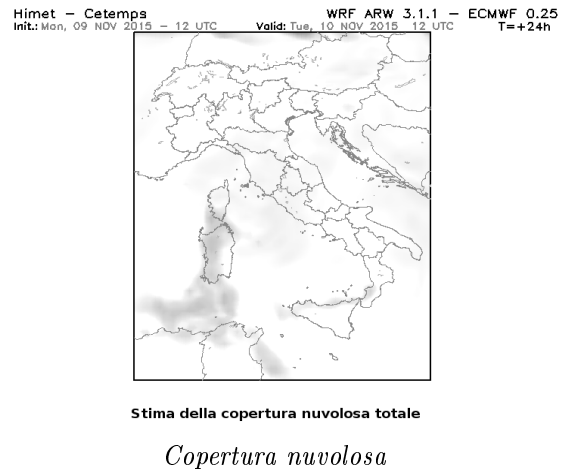 Himet – Cetemps WRF ARW 3.1.1 – ECMWF 0.25
Init.: Mon, 09 NOV 2015 – 12 UTC Valid: Tue, 10 NOV 2015 12 UTC T=+24h
Stima della copertura nuvolosa totale
Copertura nuvolosa